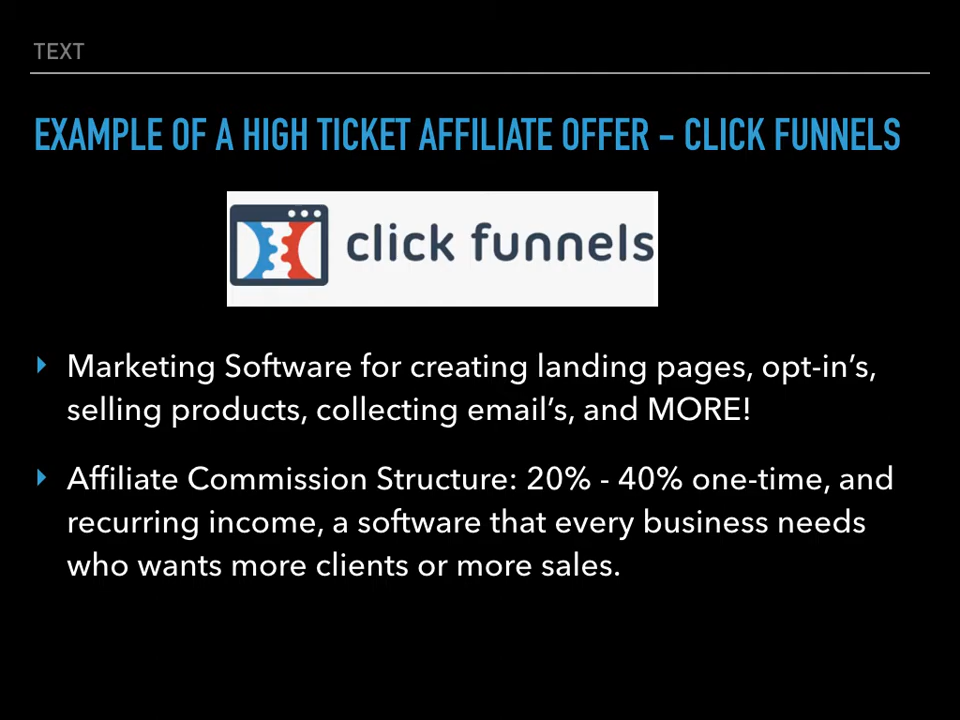 TEXT
EXAMPLE OF A HIGH TICKET AFFILIATE OFFER - CLICK FUNNELS
click funnels
Marketing Software for creating landing pages, opt-in’s,
selling products, collecting email’s, and MORE!
Affiliate Commission Structure: 20% - 40% one-time, and
recurring income, a software that every business needs
who wants more clients or more sales.